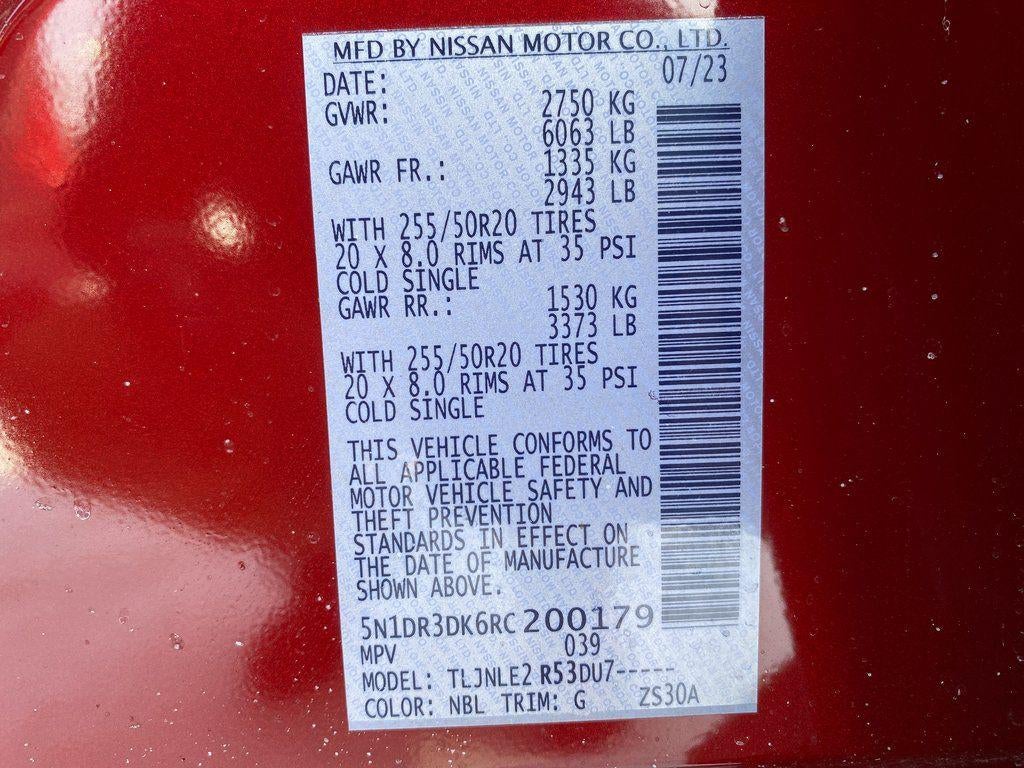 MFD BY NISSAN MOTOR CO., LTD.
DATE: 07/23
GVWR: 2750 KG
6063 LB
GAWR FR.: 1335 KG
2943 LB
WITH 255/50R20 TIRES
20 X 8.0 RIMS AT 35 PSI
COLD SINGLE
GAWR RR.: 1530 KG
3373 LB
WITH 255/50R20 TIRES
20 X 8.0 RIMS AT 35 PSI
COLD SINGLE
THIS VEHICLE CONFORMS TO
ALL APPLICABLE FEDERAL
MOTOR VEHICLE SAFETY AND
THEFT PREVENTION
STANDARDS IN EFFECT ON
THE DATE OF MANUFACTURE
SHOWN ABOVE.
5N1DR3DK6RC200179
MPV 039
MODEL: TLJNLE2 R53DU7-----
COLOR: NBL TRIM: G ZS30A